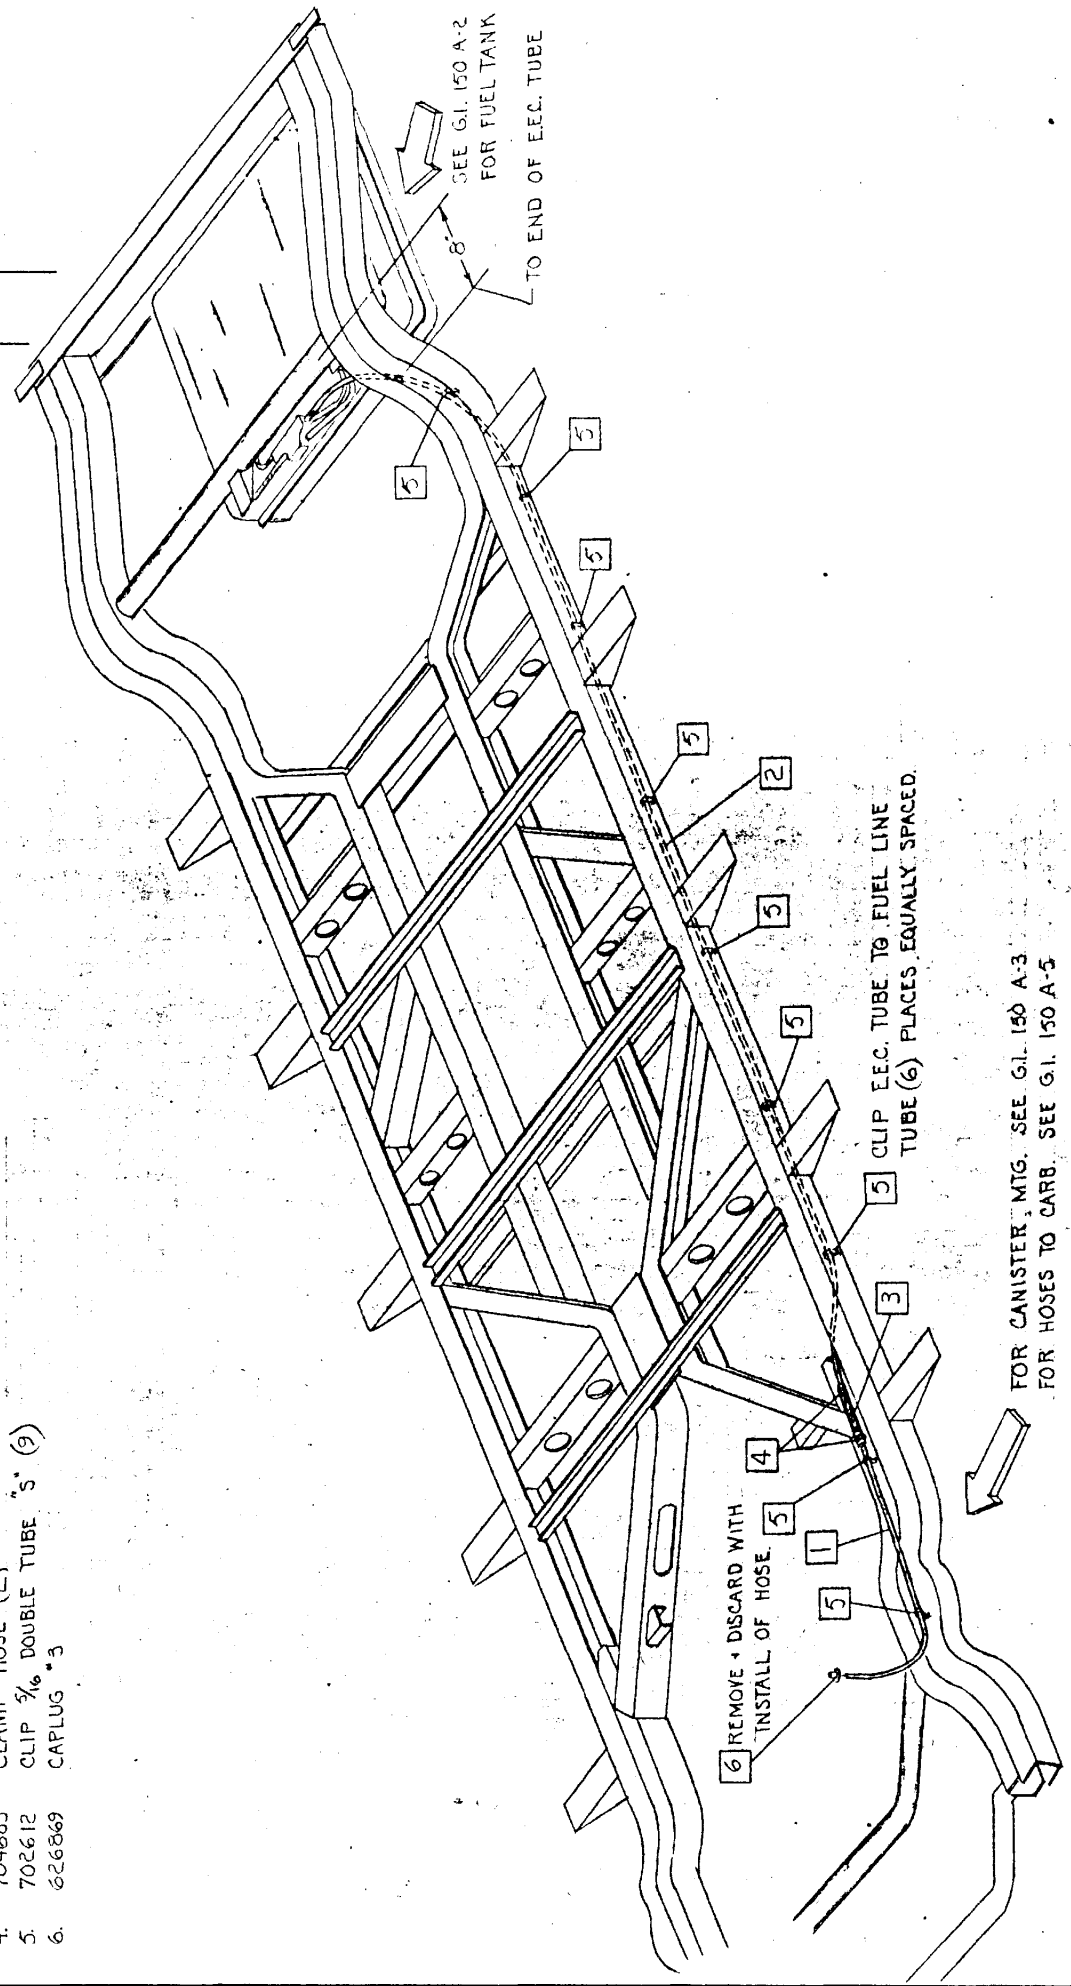 5. 702612 CLIP 5/16 DOUBLE TUBE "S" (9)
6. 626869 CAPLUG #3
SEE G.I. 150 A-2
FOR FUEL TANK
8"
TO END OF E.E.C. TUBE
5
5
5
5
2
5
5
5 CLIP E.E.C. TUBE TO FUEL LINE
TUBE (6) PLACES EQUALLY SPACED.
3
4
5
1
5
6 REMOVE + DISCARD WITH
INSTALL. OF HOSE.
FOR CANISTER MTG. SEE G.I. 150 A-3
FOR HOSES TO CARB. SEE G.I. 150 A-5